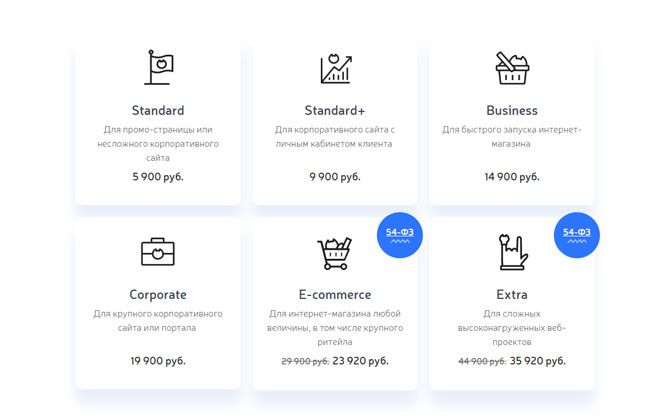 Standard
Для промо-страницы или
несложного корпоративного
сайта
5 900 руб.
Standard+
Для корпоративного сайта с
личным кабинетом клиента
9 900 руб.
Business
Для быстрого запуска интернет-
магазина
14 900 руб.
Corporate
Для крупного корпоративного
сайта или портала
19 900 руб.
54-ФЗ
E-commerce
Для интернет-магазина любой
величины, в том числе крупного
ритейла
29 900 руб. 23 920 руб.
54-ФЗ
Extra
Для сложных
высоконагруженных веб-
проектов
44 900 руб. 35 920 руб.